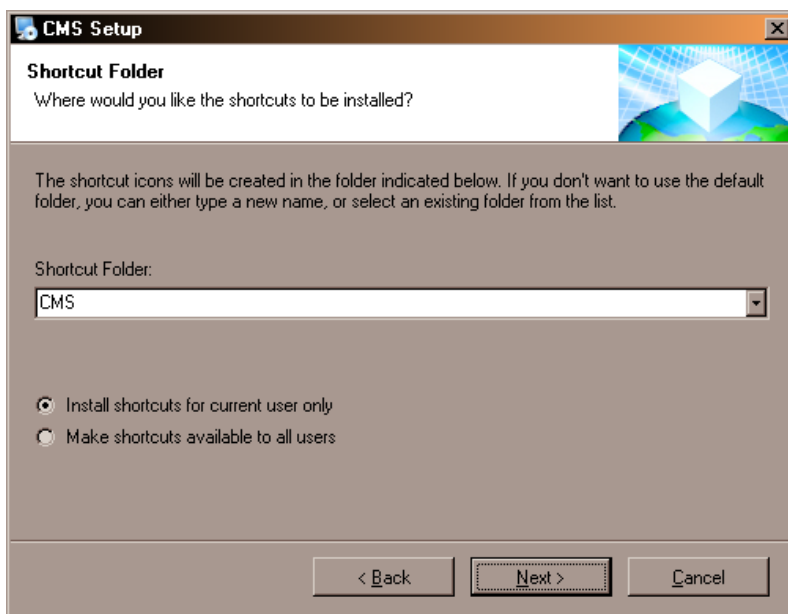 CMS Setup
Shortcut Folder
Where would you like the shortcuts to be installed?
The shortcut icons will be created in the folder indicated below. If you don't want to use the default
folder, you can either type a new name, or select an existing folder from the list.
Shortcut Folder:
CMS
Install shortcuts for current user only
Make shortcuts available to all users
< Back
Next >
Cancel